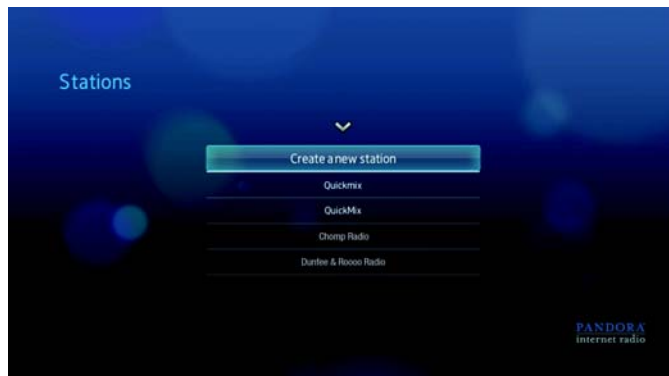 Stations
Create a new station
Quickmix
QuickMix
Chomp Radio
Dunfee & Roooo Radio
PANDORA
internet radio